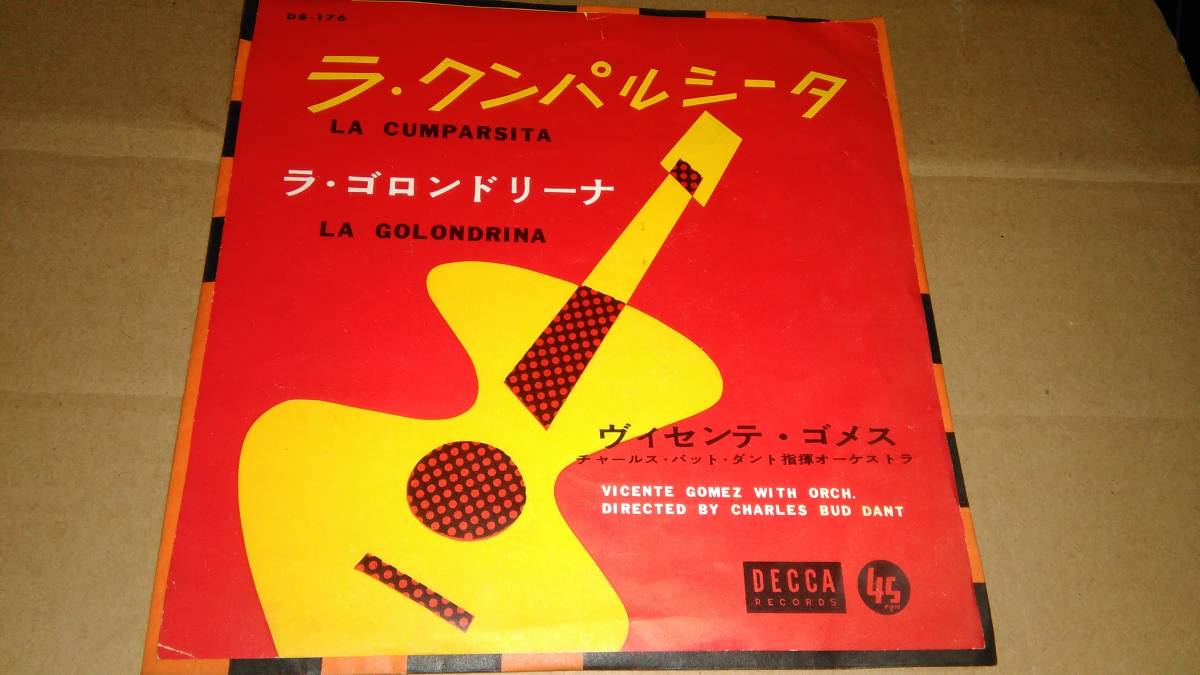 DS-176
ラ・クンパルシータ
LA CUMPARSITA
ラ・ゴロンドリーナ
LA GOLONDRINA
ヴィセンテ・ゴメス
チャールス・バット・ダント指揮オーケストラ
VICENTE GOMEZ WITH ORCH.
DIRECTED BY CHARLES BUD DANT
DECCA
RECORDS
45
rpm